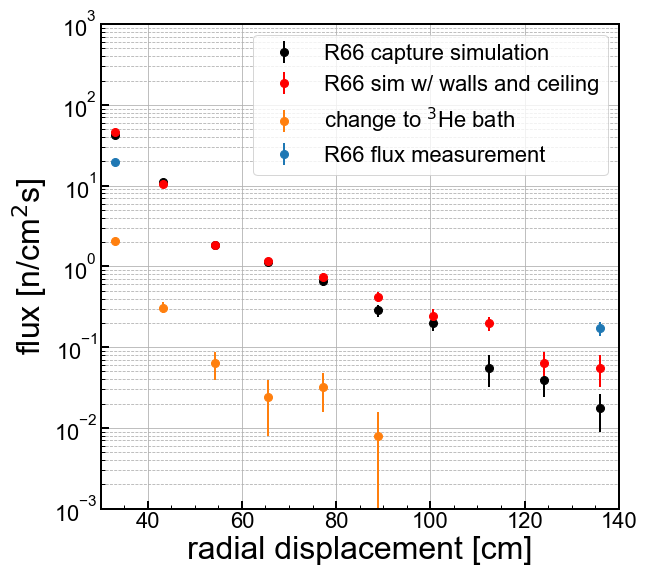 R66 capture simulation
R66 sim w/ walls and ceiling
change to ³He bath
R66 flux measurement
10³
10²
10¹
10⁰
10⁻¹
10⁻²
10⁻³
flux [n/cm²s]
40 60 80 100 120 140
radial displacement [cm]